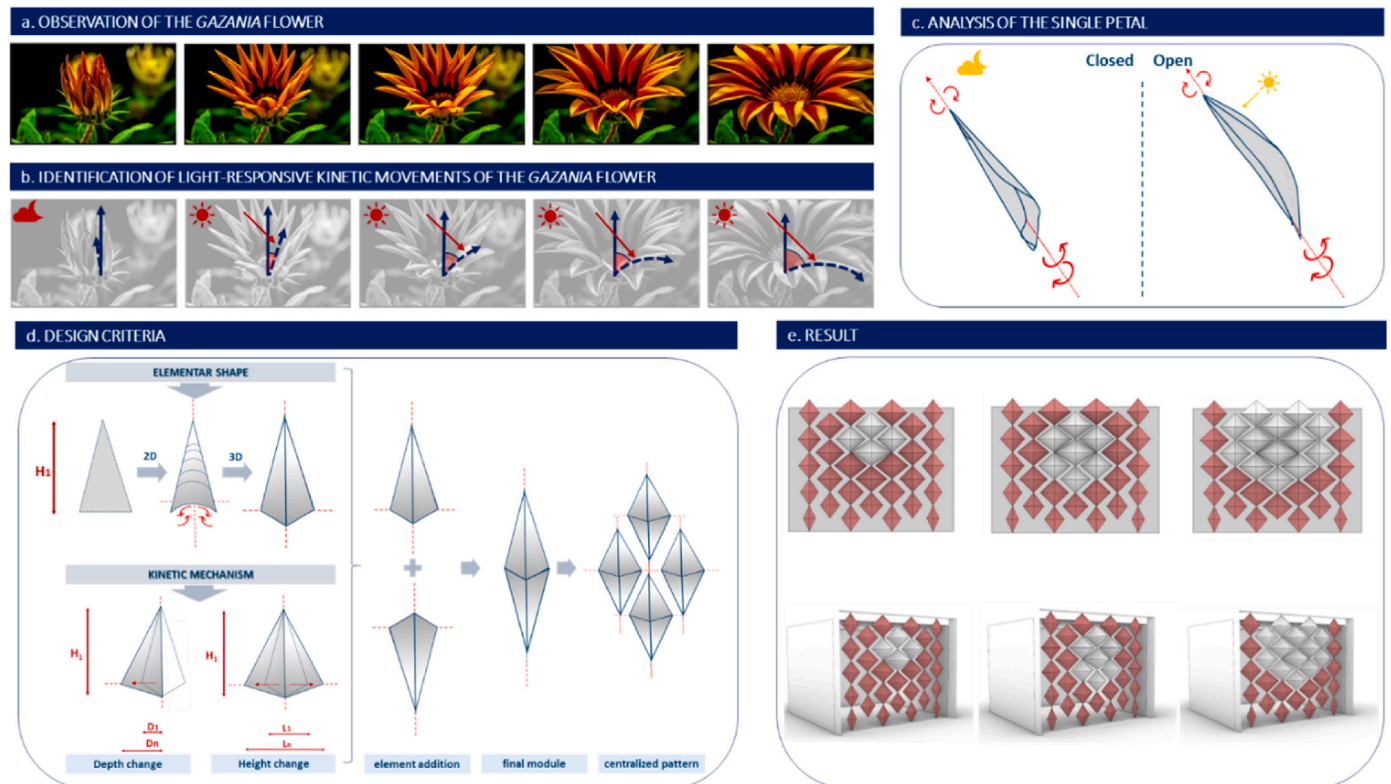 a. OBSERVATION OF THE GAZANIA FLOWER
b. IDENTIFICATION OF LIGHT-RESPONSIVE KINETIC MOVEMENTS OF THE GAZANIA FLOWER
c. ANALYSIS OF THE SINGLE PETAL
Closed Open
d. DESIGN CRITERIA
ELEMENTAR SHAPE
H1
2D
3D
KINETIC MECHANISM
H1
H1
D1
Dn
L1
Ln
Depth change
Height change
element addition
final module
centralized pattern
e. RESULT